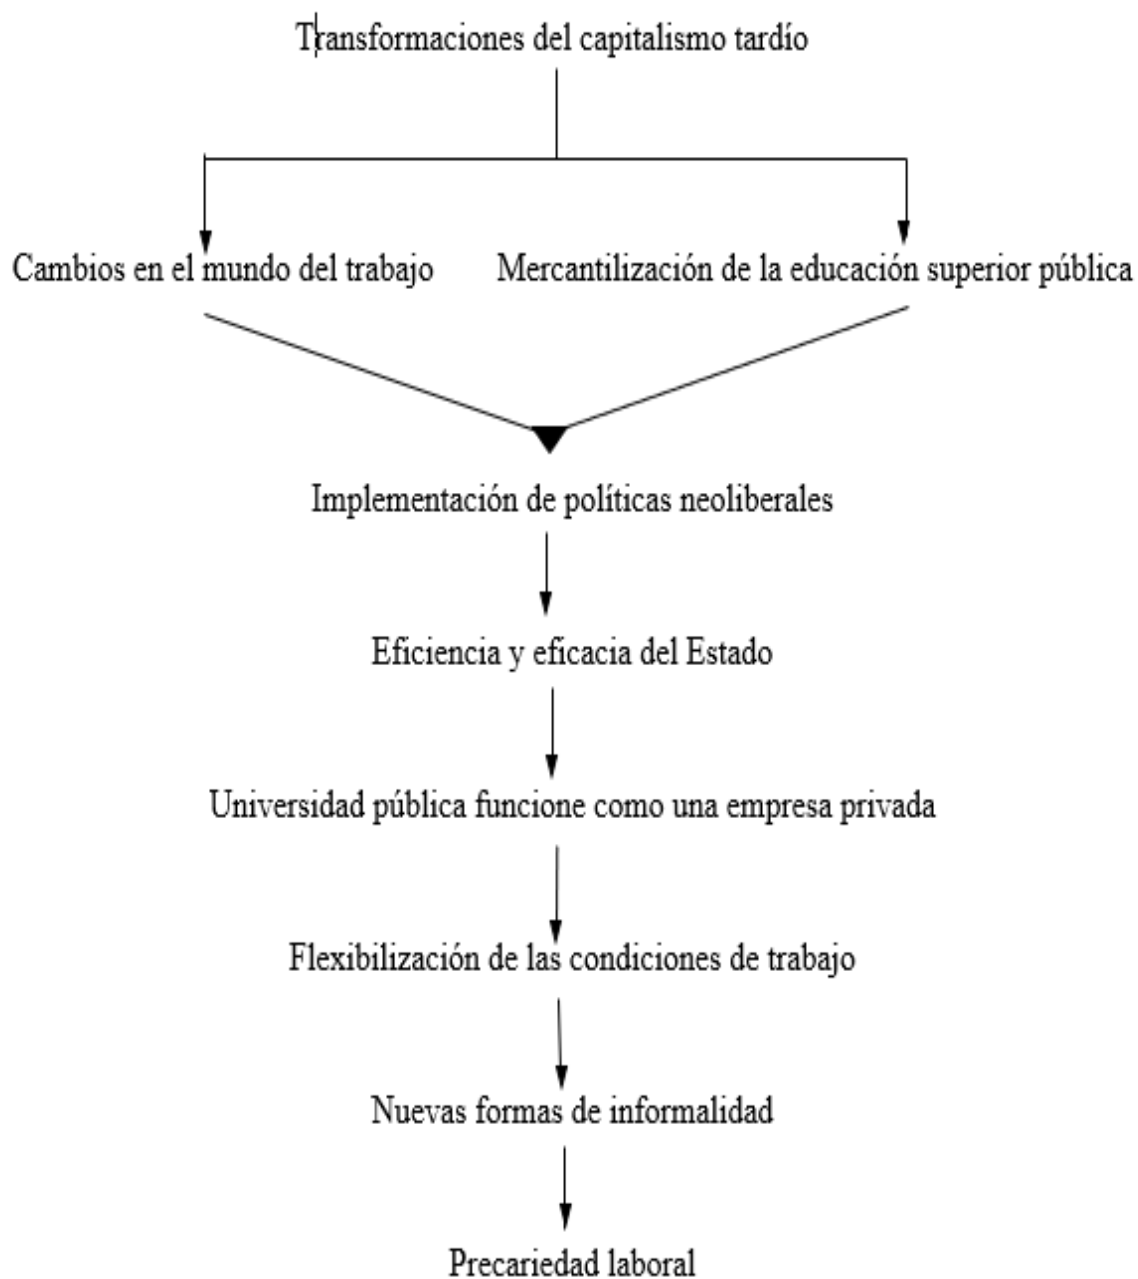 Transformaciones del capitalismo tardío
Cambios en el mundo del trabajo
Mercantilización de la educación superior pública
Implementación de políticas neoliberales
Eficiencia y eficacia del Estado
Universidad pública funcione como una empresa privada
Flexibilización de las condiciones de trabajo
Nuevas formas de informalidad
Precariedad laboral